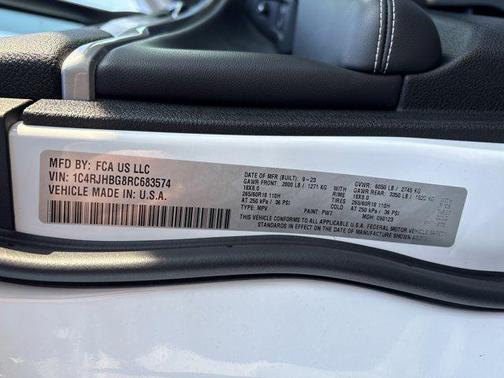 MFD BY: FCA US LLC
VIN: 1C4RJHBG8RC683574
VEHICLE MADE IN: U.S.A.
DATE OF MFR (BUILT): 9-23 GVWR: 6050 LB / 2745 KG
GAWR FRONT: 2800 LB / 1271 KG WITH GAWR REAR: 3350 LB / 1520 KG
18X8.0 RIMS 18X8.0
265/60R18 110H TIRES 265/60R18 110H
AT 250 kPa / 36 PSI COLD AT 250 kPa / 36 PSI
TYPE: MPV PAINT: PW7 MDH: 090123
THIS VEHICLE CONFORMS TO ALL APPLICABLE U.S.A. FEDERAL MOTOR VEHICLE SAFETY
STANDARDS IN EFFECT ON THE DATE OF MANUFACTURE SHOWN ABOVE